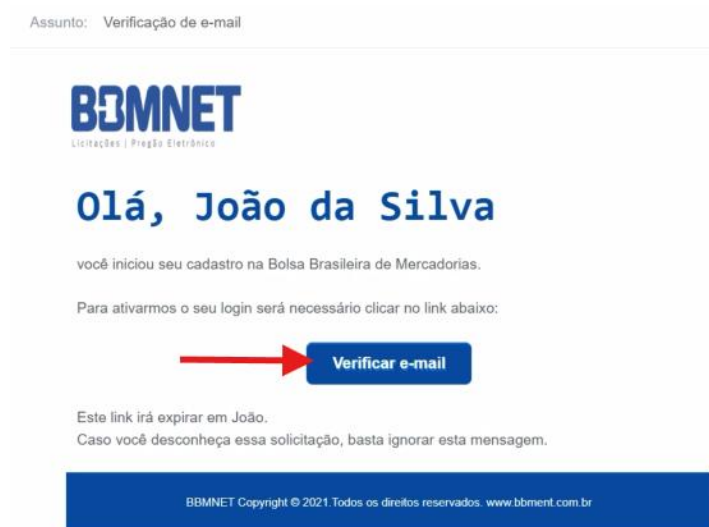 Assunto: Verificação de e-mail
BBMNET
Licitações | Pregão Eletrônico
Olá, João da Silva
você iniciou seu cadastro na Bolsa Brasileira de Mercadorias.
Para ativarmos o seu login será necessário clicar no link abaixo:
Verificar e-mail
Este link irá expirar em João.
Caso você desconheça essa solicitação, basta ignorar esta mensagem.
BBMNET Copyright © 2021.Todos os direitos reservados. www.bbment.com.br